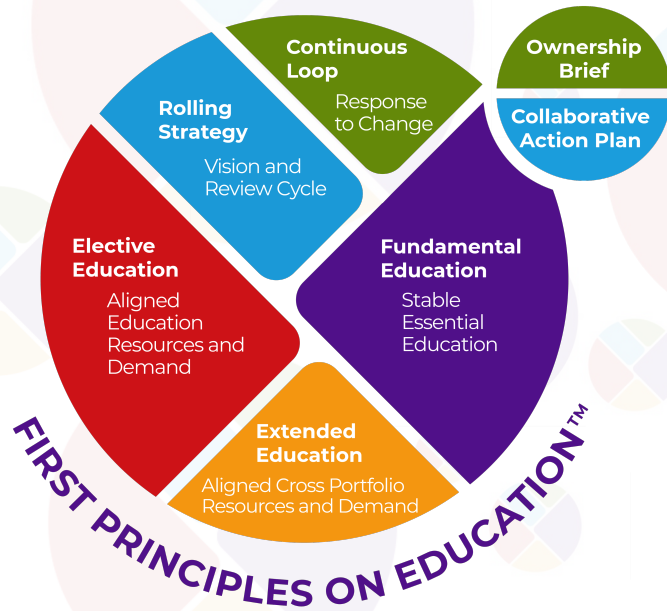 Continuous
Loop
Response
to Change
Ownership
Brief
Collaborative
Action Plan
Rolling
Strategy
Vision and
Review Cycle
Elective
Education
Aligned
Education
Resources and
Demand
Fundamental
Education
Stable
Essential
Education
Extended
Education
Aligned Cross Portfolio
Resources and Demand
FIRST PRINCIPLES ON EDUCATION™